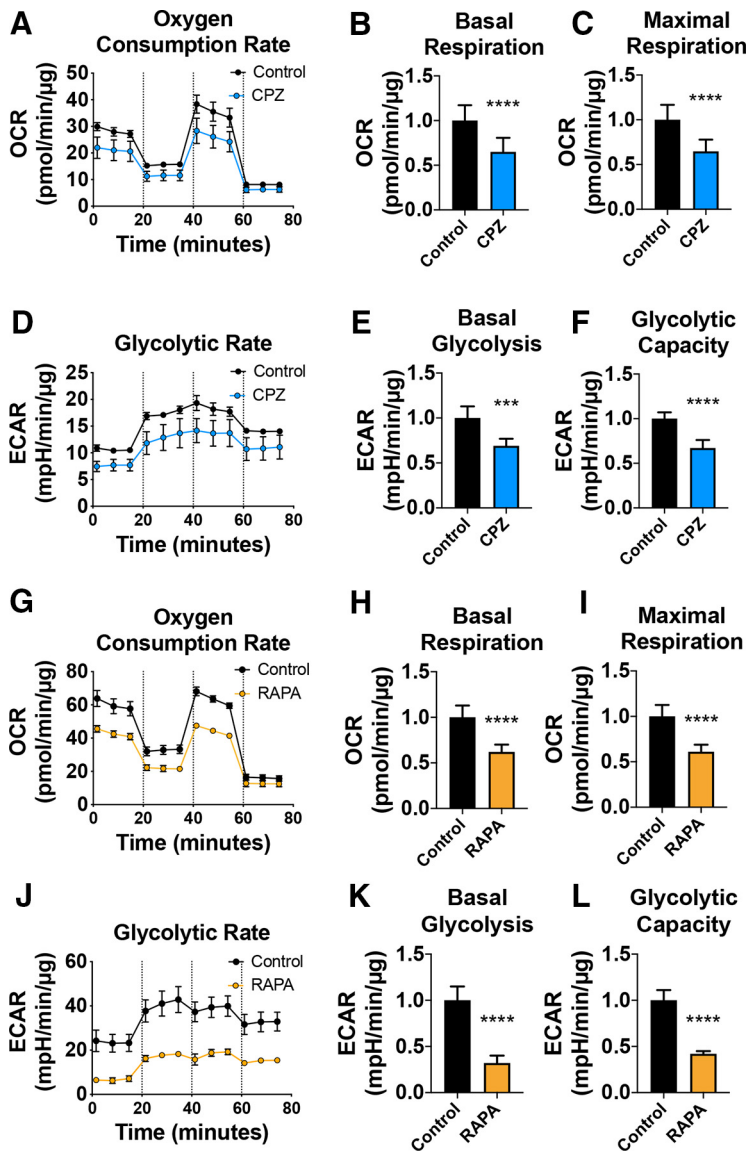 A
Oxygen
Consumption Rate
OCR
(pmol/min/µg)
50
40
30
20
10
0
0 20 40 60 80
Time (minutes)
Control
CPZ
B
Basal
Respiration
OCR
(pmol/min/µg)
1.5
1.0
0.5
0.0
****
Control
CPZ
C
Maximal
Respiration
OCR
(pmol/min/µg)
1.5
1.0
0.5
0.0
****
Control
CPZ
D
Glycolytic Rate
ECAR
(mpH/min/µg)
25
20
15
10
5
0
0 20 40 60 80
Time (minutes)
Control
CPZ
E
Basal
Glycolysis
ECAR
(mpH/min/µg)
1.5
1.0
0.5
0.0
***
Control
CPZ
F
Glycolytic
Capacity
ECAR
(mpH/min/µg)
1.5
1.0
0.5
0.0
****
Control
CPZ
G
Oxygen
Consumption Rate
OCR
(pmol/min/µg)
80
60
40
20
0
0 20 40 60 80
Time (minutes)
Control
RAPA
H
Basal
Respiration
OCR
(pmol/min/µg)
1.5
1.0
0.5
0.0
****
Control
RAPA
I
Maximal
Respiration
OCR
(pmol/min/µg)
1.5
1.0
0.5
0.0
****
Control
RAPA
J
Glycolytic Rate
ECAR
(mpH/min/µg)
60
40
20
0
0 20 40 60 80
Time (minutes)
Control
RAPA
K
Basal
Glycolysis
ECAR
(mpH/min/µg)
1.5
1.0
0.5
0.0
****
Control
RAPA
L
Glycolytic
Capacity
ECAR
(mpH/min/µg)
1.5
1.0
0.5
0.0
****
Control
RAPA